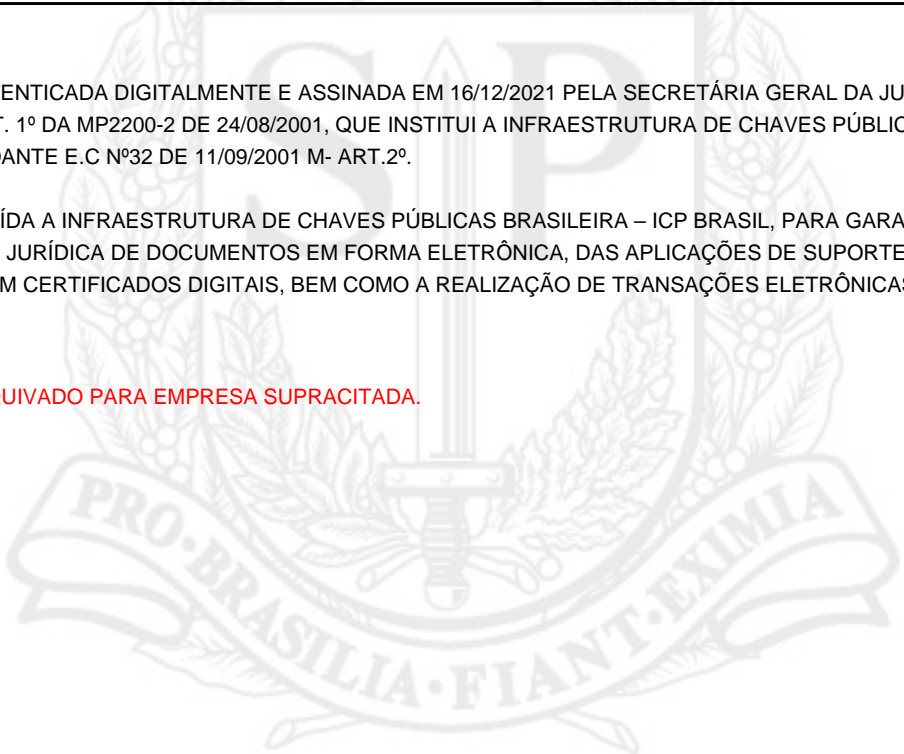 ENTICADA DIGITALMENTE E ASSINADA EM 16/12/2021 PELA SECRETÁRIA GERAL DA JU
T. 1º DA MP2200-2 DE 24/08/2001, QUE INSTITUI A INFRAESTRUTURA DE CHAVES PÚBLIC
DANTE E.C Nº32 DE 11/09/2001 M- ART.2º.
ÍDA A INFRAESTRUTURA DE CHAVES PÚBLICAS BRASILEIRA – ICP BRASIL, PARA GARA
JURÍDICA DE DOCUMENTOS EM FORMA ELETRÔNICA, DAS APLICAÇÕES DE SUPORTE
M CERTIFICADOS DIGITAIS, BEM COMO A REALIZAÇÃO DE TRANSAÇÕES ELETRÔNICAS
QUIVADO PARA EMPRESA SUPRACITADA.
SP
PRO·BRASILIA·FIANT·EXIMIA